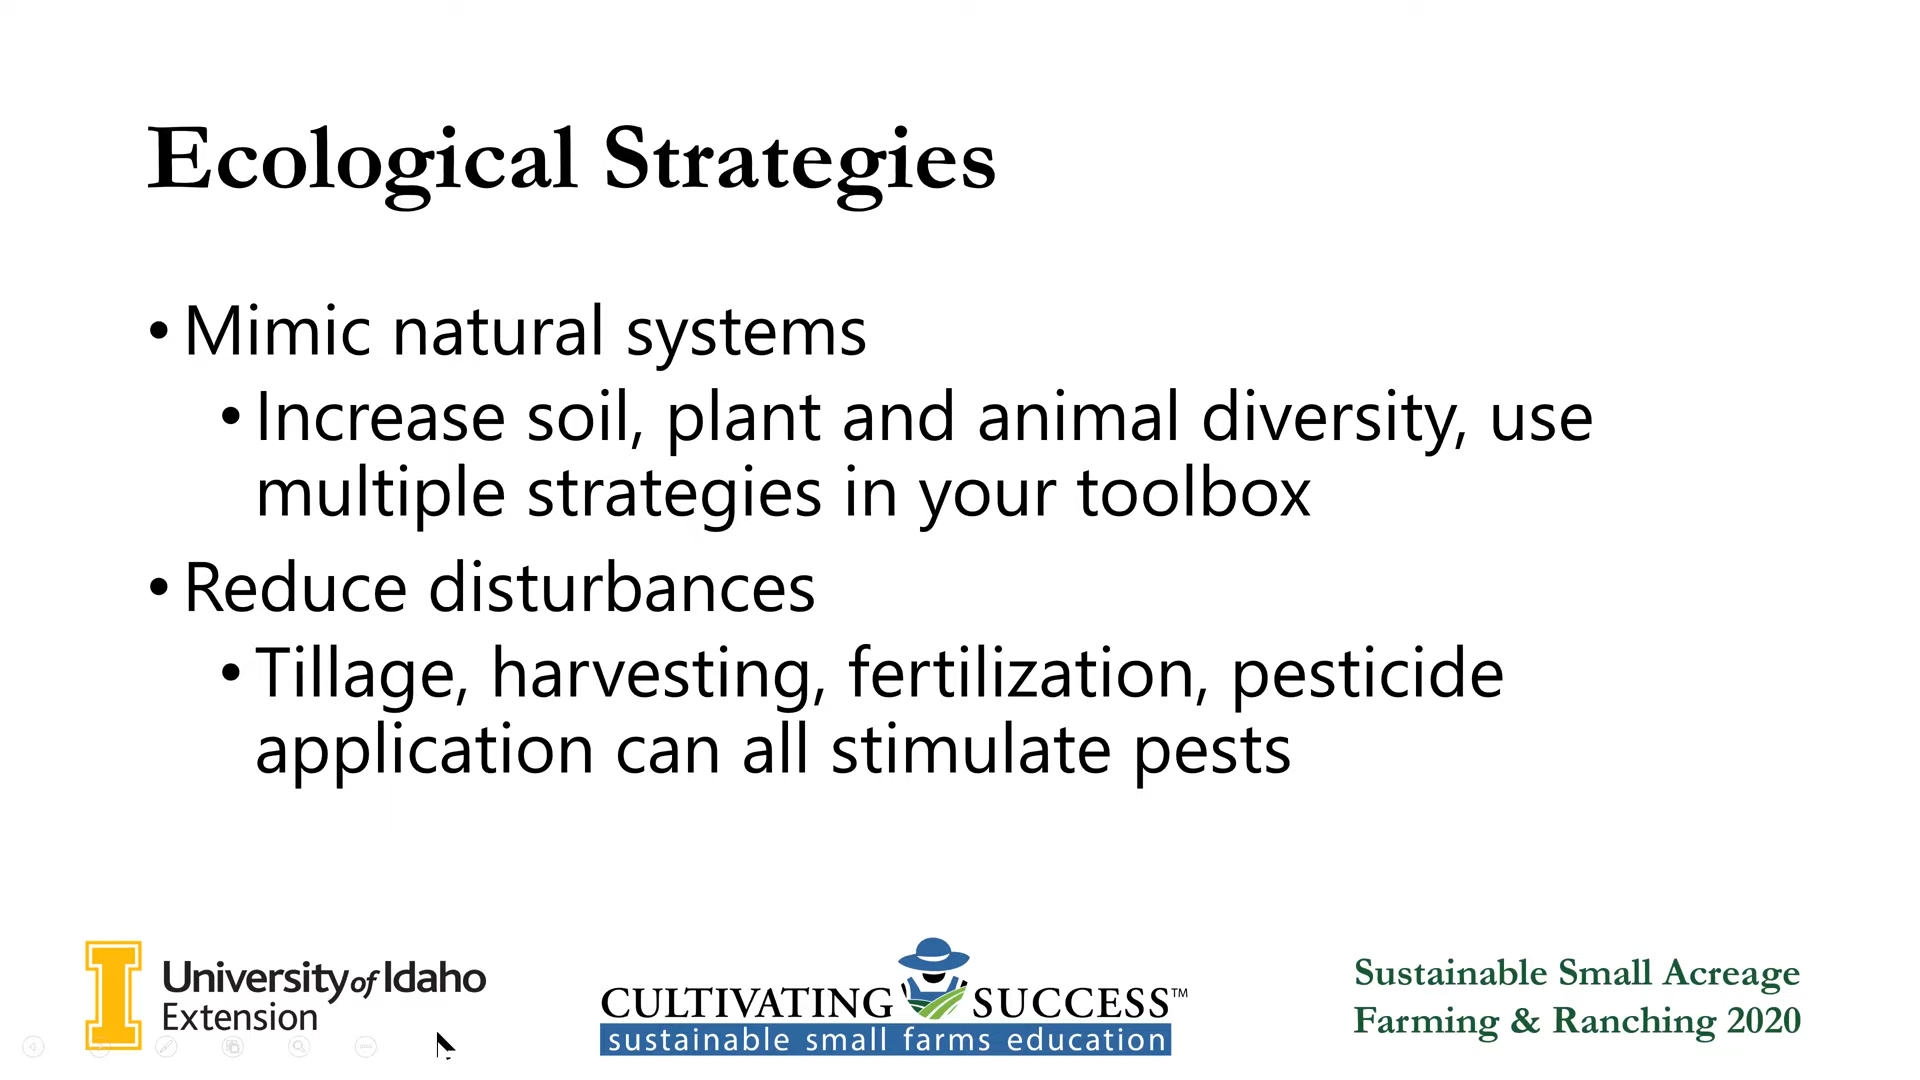 Ecological Strategies
• Mimic natural systems
• Increase soil, plant and animal diversity, use
multiple strategies in your toolbox
• Reduce disturbances
• Tillage, harvesting, fertilization, pesticide
application can all stimulate pests
I
University of Idaho
Extension
CULTIVATING SUCCESS™
sustainable small farms education
Sustainable Small Acreage
Farming & Ranching 2020